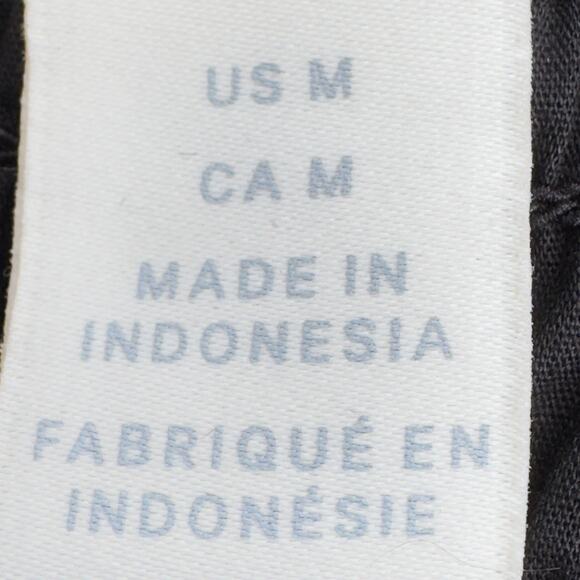 US M
CA M
MADE IN
INDONESIA
FABRIQUÉ EN
INDONÉSIE